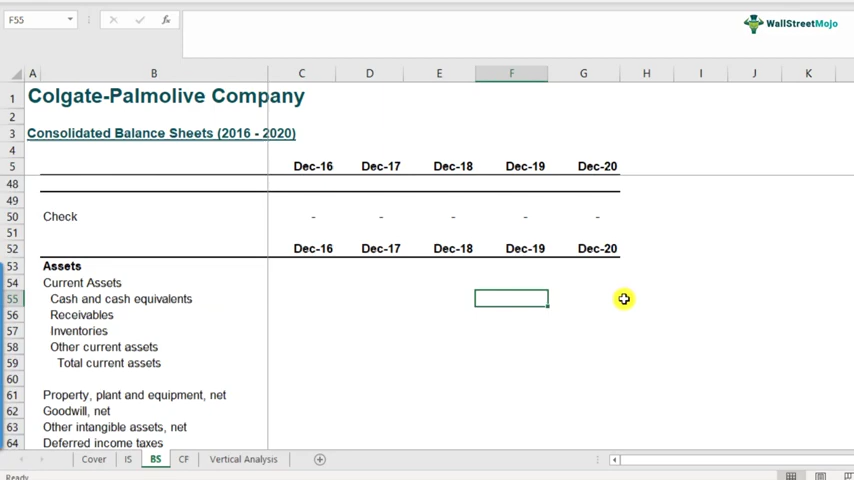 F55
fx
WallStreetMojo
A B C D E F G H I J K
1 Colgate-Palmolive Company
2
3 Consolidated Balance Sheets (2016 - 2020)
4
5 Dec-16 Dec-17 Dec-18 Dec-19 Dec-20
48
49
50 Check - - - - -
51
52 Dec-16 Dec-17 Dec-18 Dec-19 Dec-20
53 Assets
54 Current Assets
55 Cash and cash equivalents
56 Receivables
57 Inventories
58 Other current assets
59 Total current assets
60
61 Property, plant and equipment, net
62 Goodwill, net
63 Other intangible assets, net
64 Deferred income taxes
Cover IS BS CF Vertical Analysis
Ready